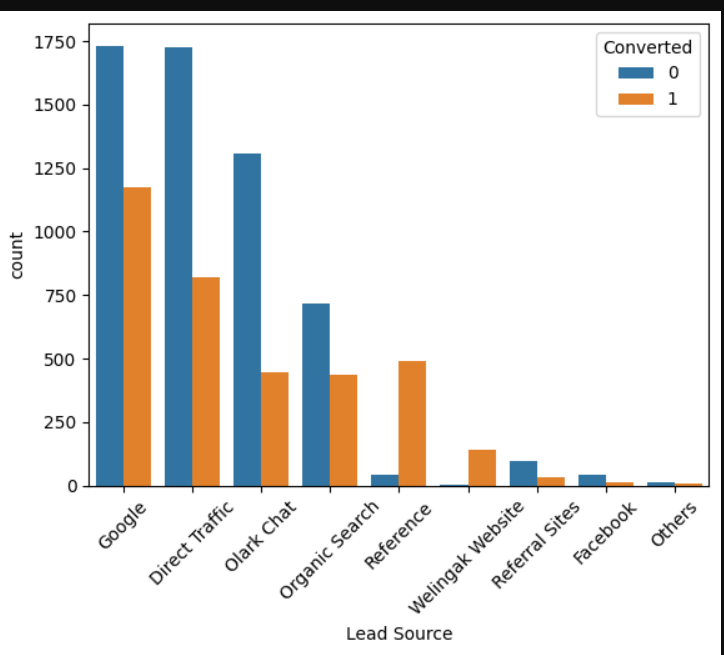 Converted
0
1
1750
1500
1250
1000
750
500
250
0
count
Google
Direct Traffic
Olark Chat
Organic Search
Reference
Welingak Website
Referral Sites
Facebook
Others
Lead Source